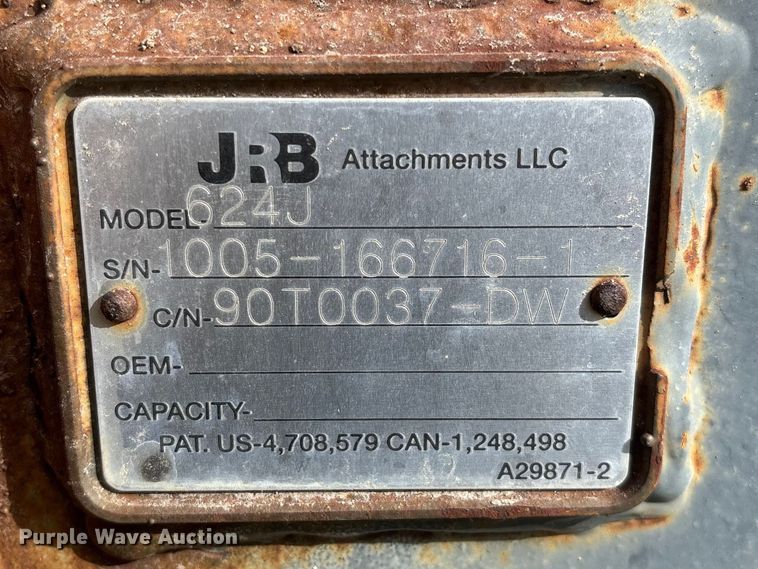 JRB Attachments LLC
MODEL- 624J
S/N- 1005-166716-1
C/N- 90T0037-DW
OEM-
CAPACITY-
PAT. US-4,708,579 CAN-1,248,498
A29871-2
Purple Wave Auction